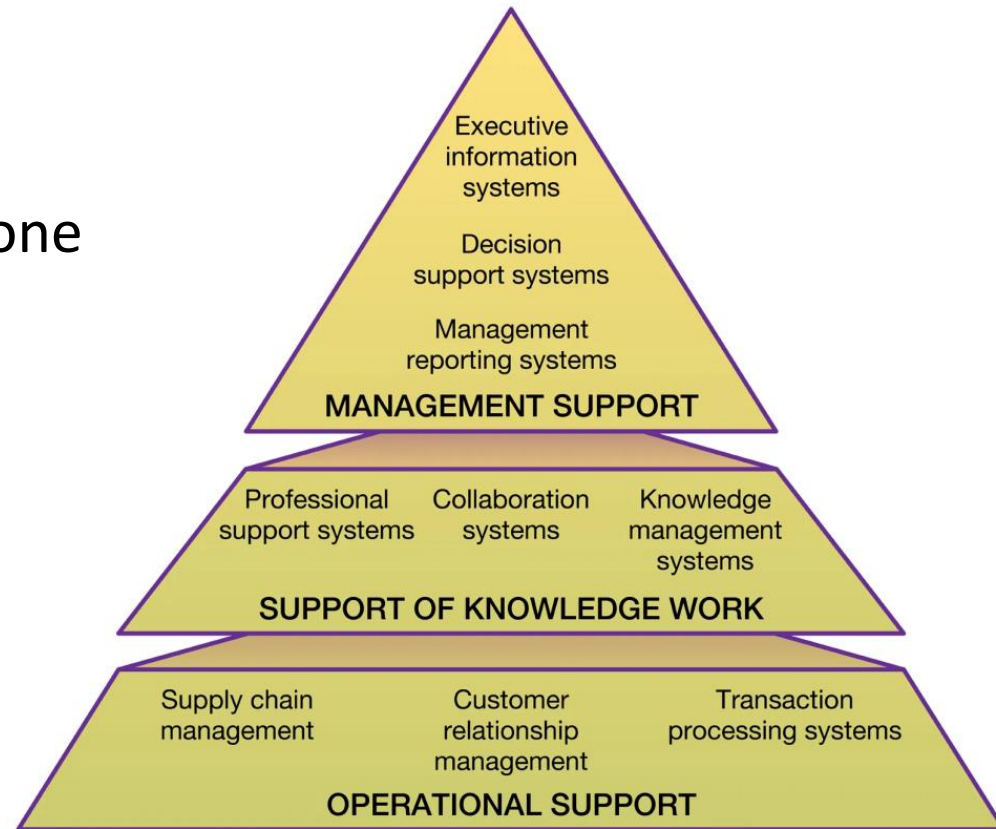 one
Executive
information
systems
Decision
support systems
Management
reporting systems
MANAGEMENT SUPPORT
Professional
support systems
Collaboration
systems
Knowledge
management
systems
SUPPORT OF KNOWLEDGE WORK
Supply chain
management
Customer
relationship
management
Transaction
processing systems
OPERATIONAL SUPPORT